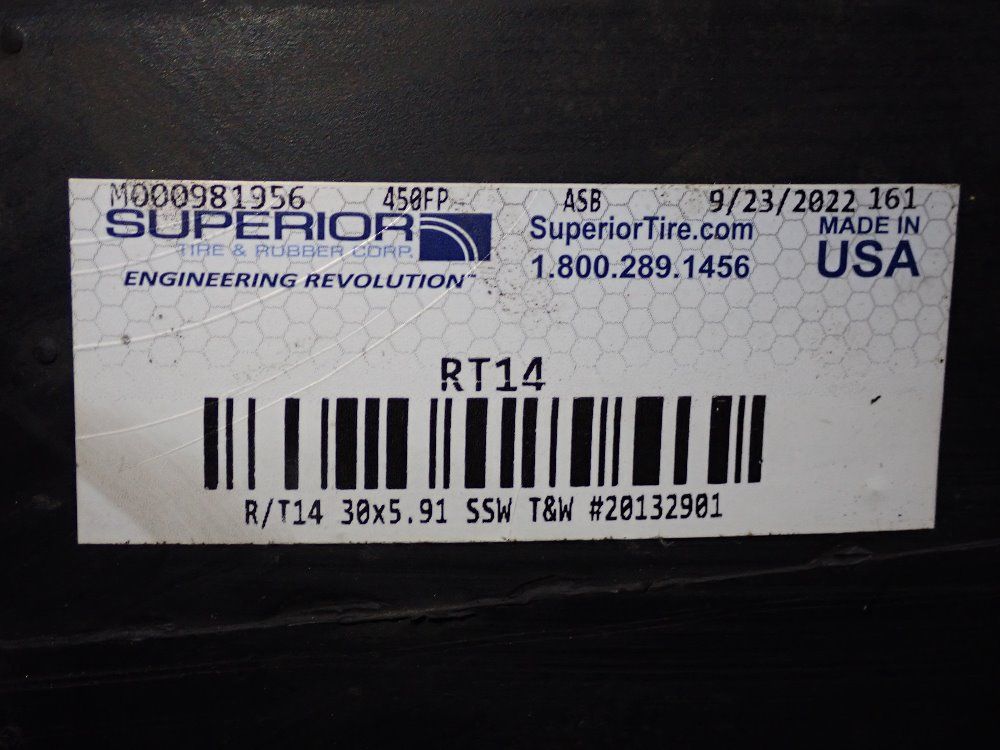 M000981956 450FP ASB 9/23/2022 161
SUPERIOR
TIRE & RUBBER CORP.
ENGINEERING REVOLUTION™
SuperiorTire.com
1.800.289.1456
MADE IN
USA
RT14
R/T14 30x5.91 SSW T&W #20132901